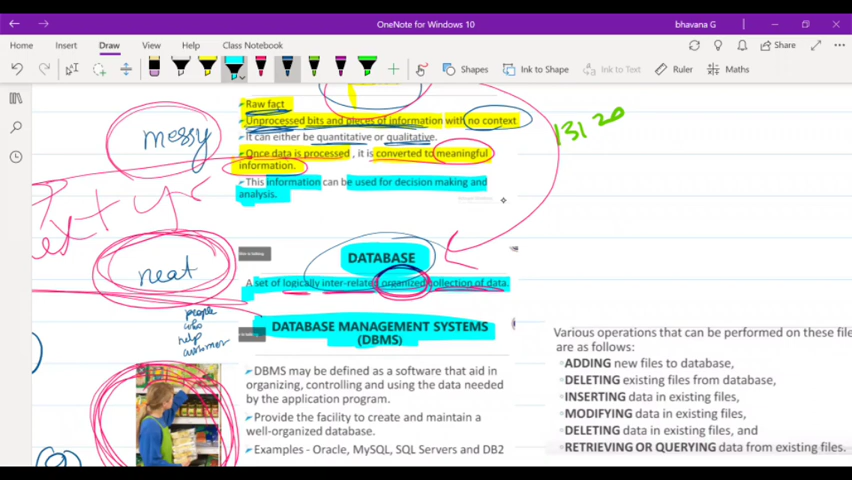 OneNote for Windows 10
bhavana G
Home
Insert
Draw
View
Help
Class Notebook
Share
Shapes
Ink to Shape
Ink to Text
Ruler
Maths
Raw fact
Unprocessed bits and pieces of information with no context
It can either be quantitative or qualitative.
Once data is processed , it is converted to meaningful
information.
This information can be used for decision making and
analysis.
messy
13120
neat
DATABASE
A set of logically inter-related organized collection of data.
people
who
help
customer
DATABASE MANAGEMENT SYSTEMS
(DBMS)
DBMS may be defined as a software that aid in
organizing, controlling and using the data needed
by the application program.
Provide the facility to create and maintain a
well-organized database.
Examples - Oracle, MySQL, SQL Servers and DB2
Various operations that can be performed on these file
are as follows:
ADDING new files to database,
DELETING existing files from database,
INSERTING data in existing files,
MODIFYING data in existing files,
DELETING data in existing files, and
RETRIEVING OR QUERYING data from existing files.